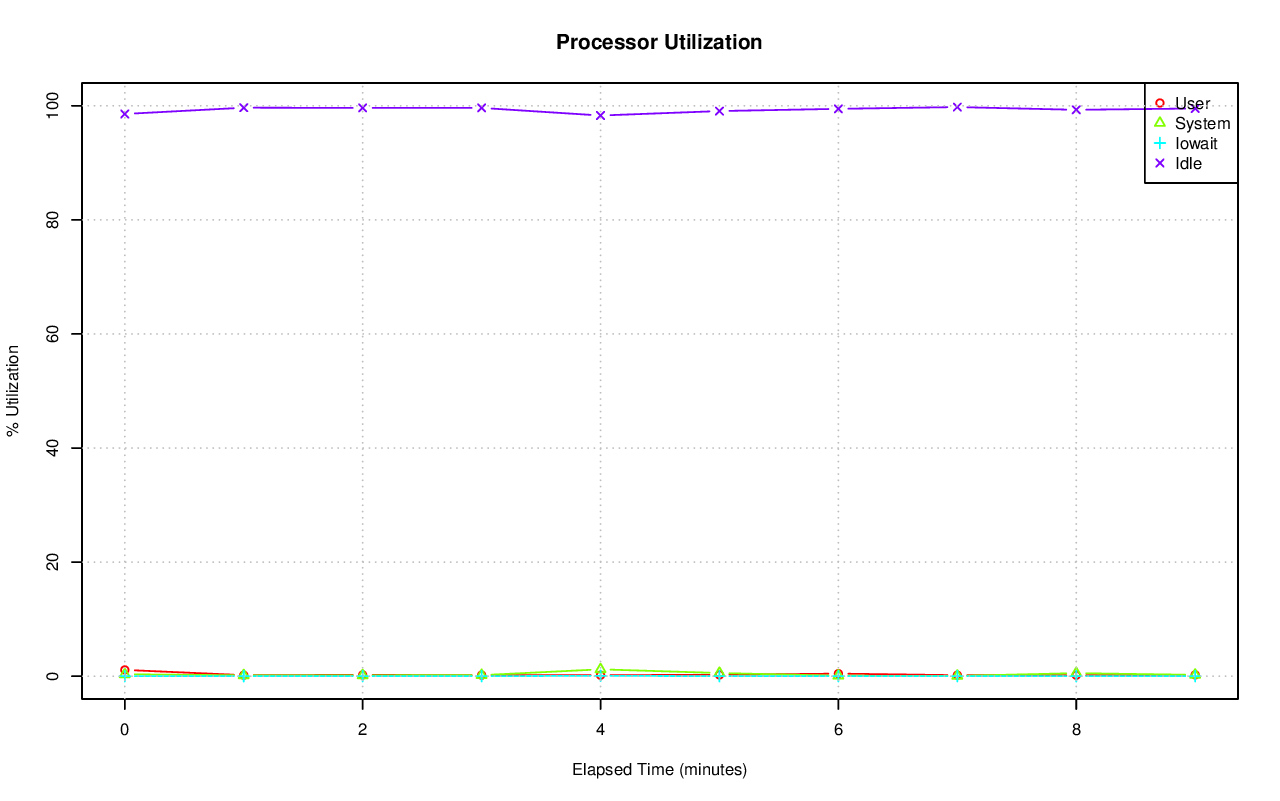 Processor Utilization
User
System
Iowait
Idle
% Utilization
100
80
60
40
20
0
0 2 4 6 8
Elapsed Time (minutes)